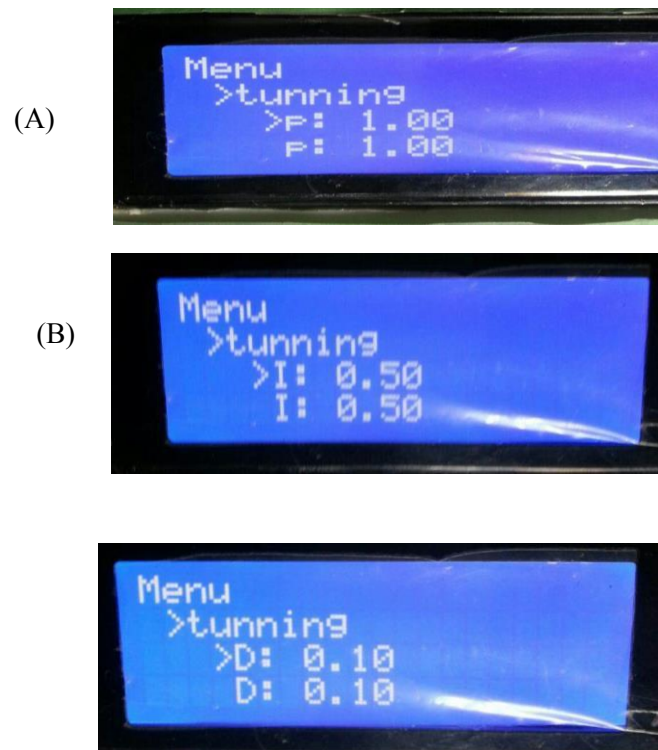 (A)
Menu
>tunning
>P: 1.00
P: 1.00
(B)
Menu
>tunning
>I: 0.50
I: 0.50
Menu
>tunning
>D: 0.10
D: 0.10